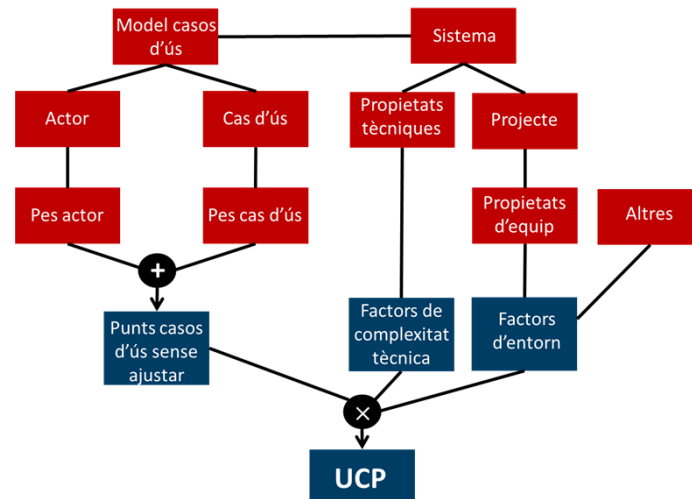 Model casos
d'ús
Sistema
Actor
Cas d'ús
Propietats
tècniques
Projecte
Pes actor
Pes cas d'ús
Propietats
d'equip
Altres
+
Punts casos
d'ús sense
ajustar
Factors de
complexitat
tècnica
Factors
d'entorn
×
UCP